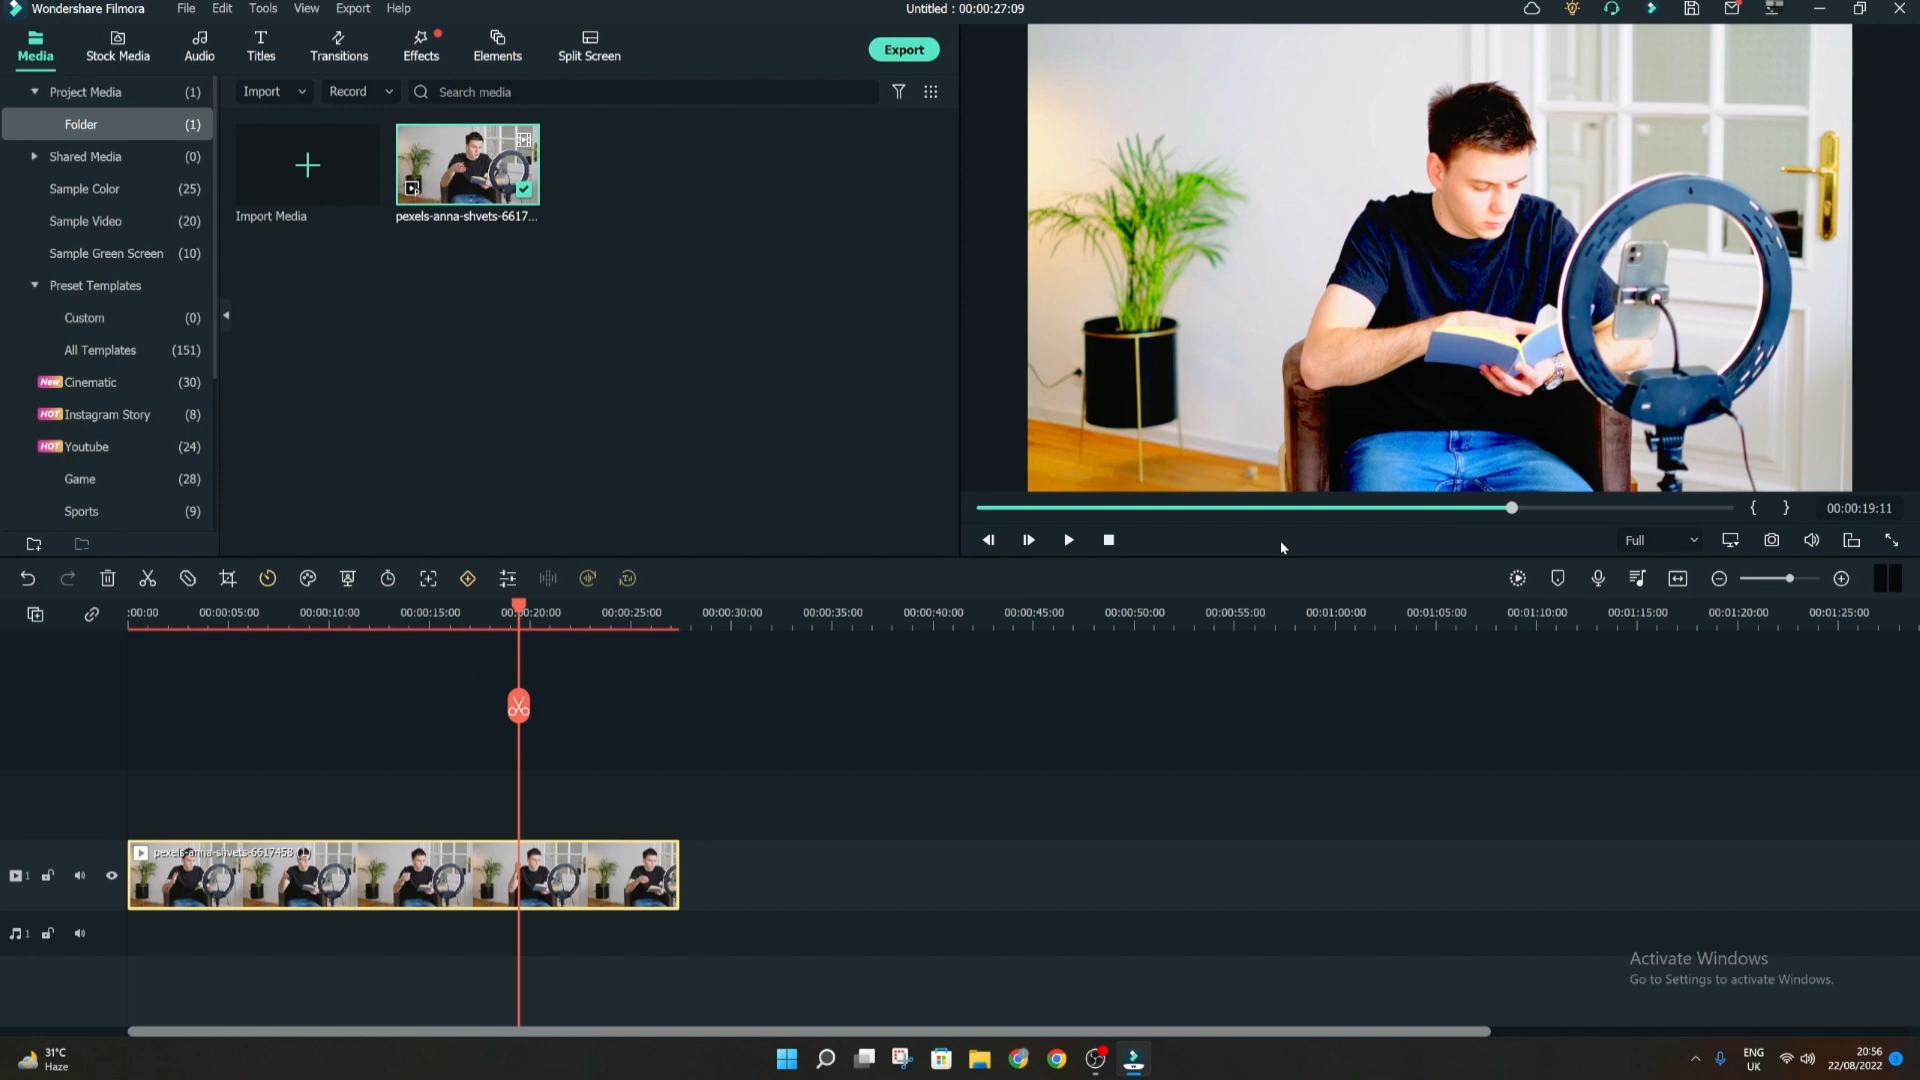 Wondershare Filmora File Edit Tools View Export Help Untitled : 00:00:27:09
Media Stock Media Audio Titles Transitions Effects Elements Split Screen Export
Project Media (1) Import Record Search media
Folder (1)
Shared Media (0)
Sample Color (25)
Sample Video (20)
Sample Green Screen (10)
Import Media pexels-anna-shvets-6617...
Preset Templates
Custom (0)
All Templates (151)
New Cinematic (30)
HOT Instagram Story (8)
HOT Youtube (24)
Game (28)
Sports (9)
{ } 00:00:19:11
Full
:00:00 00:00:05:00 00:00:10:00 00:00:15:00 00:00:20:00 00:00:25:00 00:00:30:00 00:00:35:00 00:00:40:00 00:00:45:00 00:00:50:00 00:00:55:00 00:01:00:00 00:01:05:00 00:01:10:00 00:01:15:00 00:01:20:00 00:01:25:00
pexels-anna-shvets-6617458 (1)
1
1
Activate Windows
Go to Settings to activate Windows.
31°C
Haze
ENG
UK
20:56
22/08/2022
3